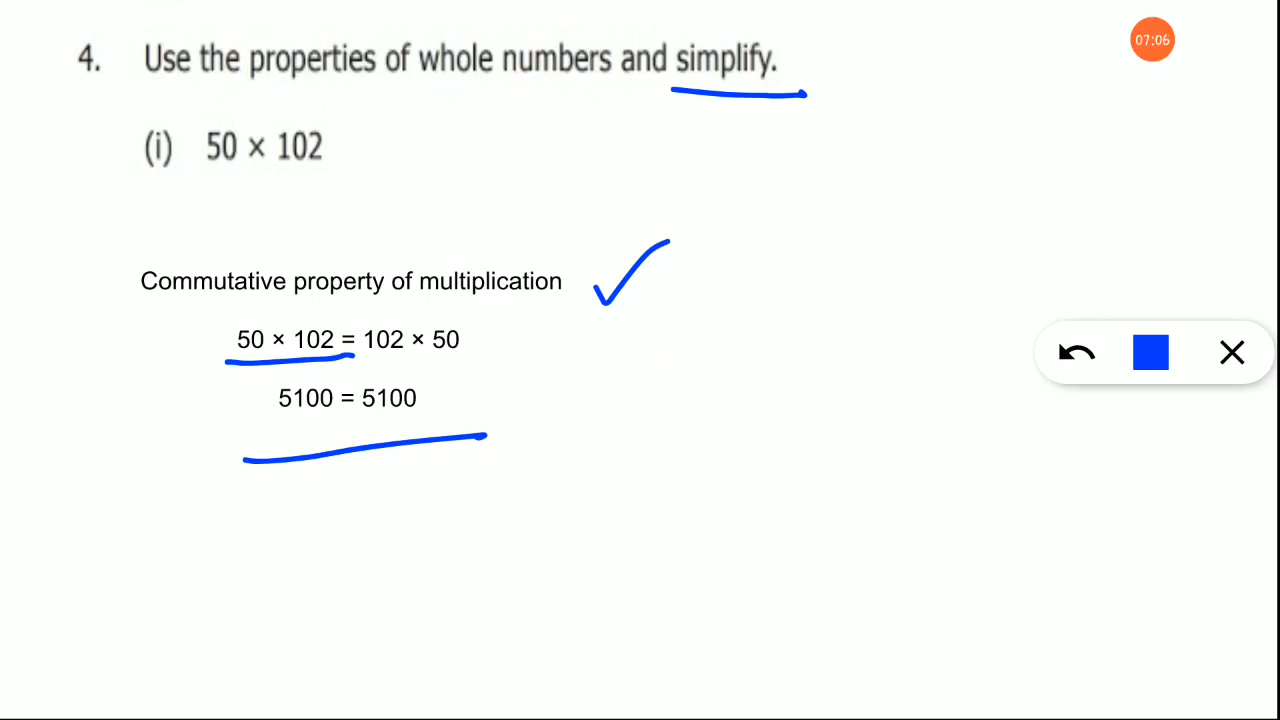 4. Use the properties of whole numbers and simplify.
07:06
(i) 50 × 102
Commutative property of multiplication
50 × 102 = 102 × 50
5100 = 5100